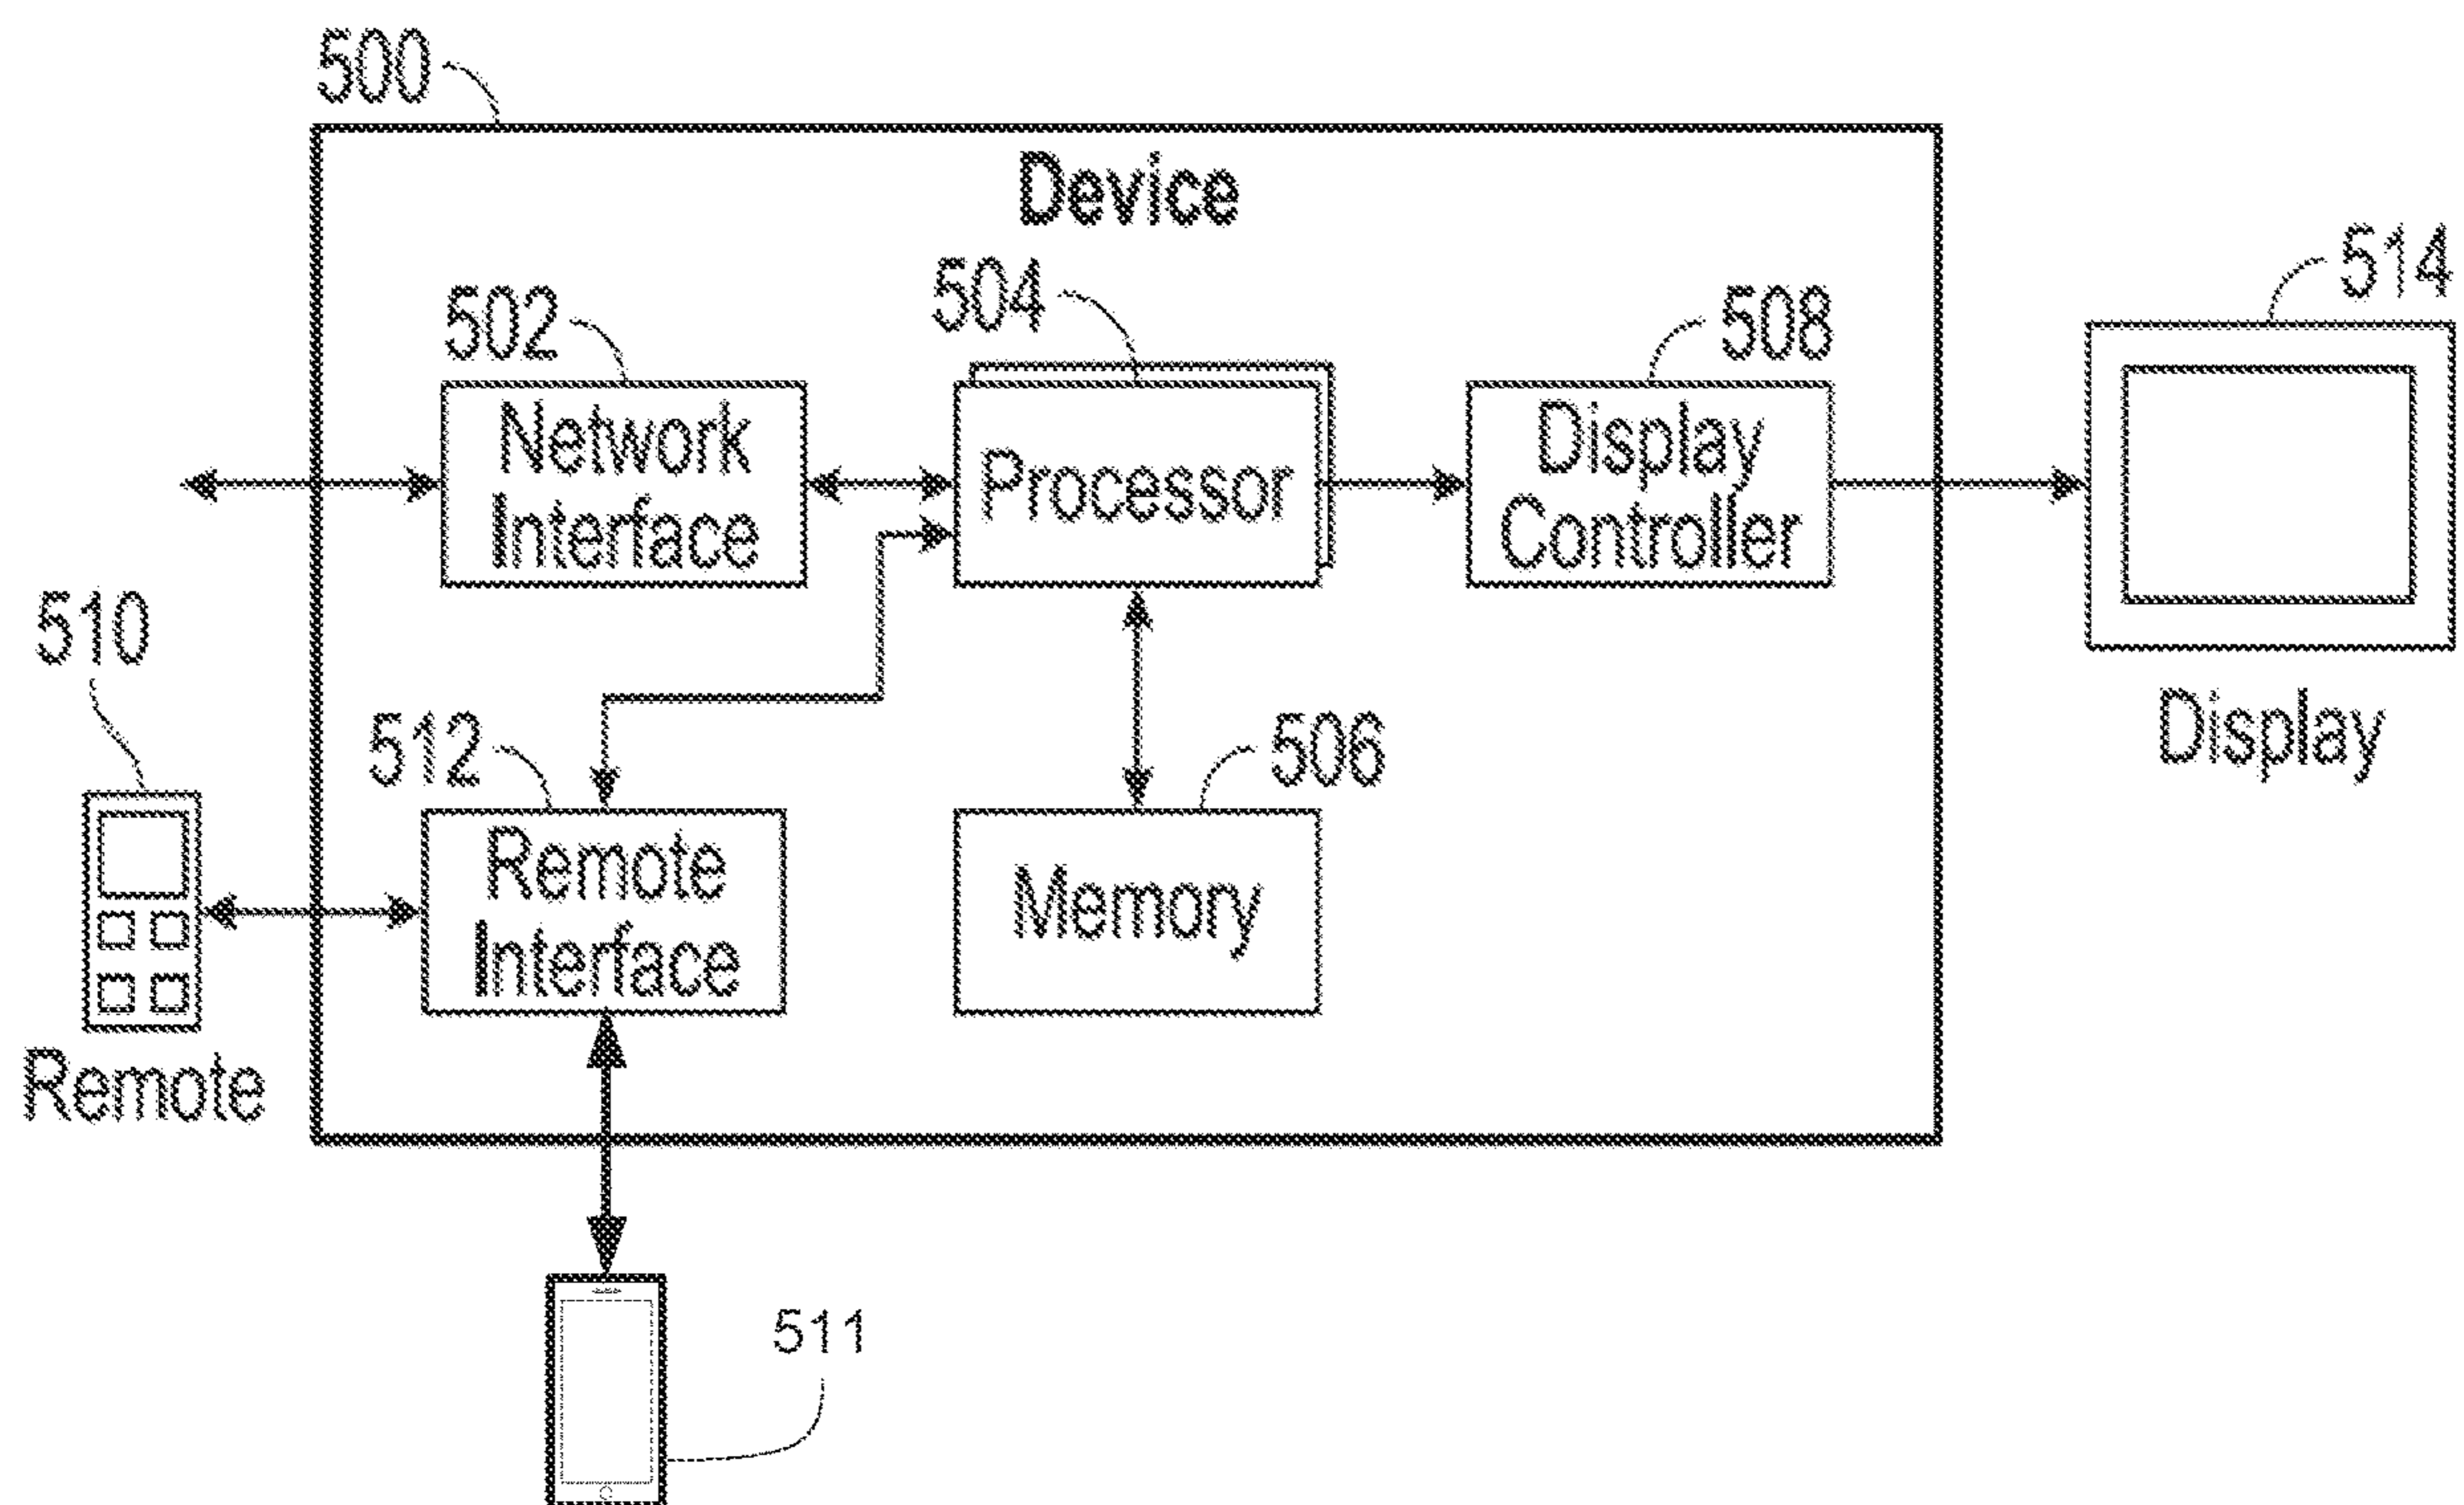 500
Device
514
504
502
508
Network
Interface
Processor
Display
Controller
510
Display
512
506
Remote
Interface
Memory
Remote
511